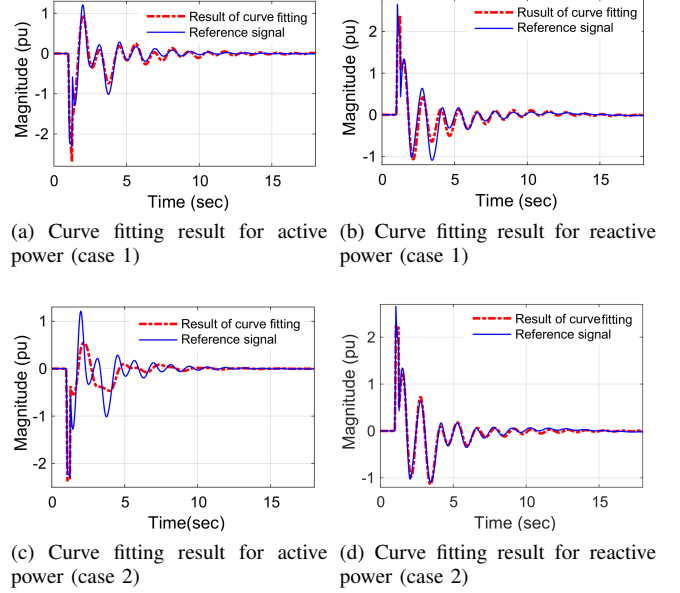 Rjsult of curve fitting
Reference signal
1
0
-1
-2
Magnitude (pu)
0
5
10
15
Time (sec)
Rusult of curve fitting
Reference signal
2
1
0
-1
Magnitude (pu)
0
5
10
15
Time (sec)
(a) Curve fitting result for active
power (case 1)
(b) Curve fitting result for reactive
power (case 1)
Result of curve fitting
Reference signal
1
0
-1
-2
Magnitude (pu)
0
5
10
15
Time(sec)
Result of curvefitting
Reference signal
2
1
0
-1
Magnitude (pu)
0
5
10
15
Time (sec)
(c) Curve fitting result for active
power (case 2)
(d) Curve fitting result for reactive
power (case 2)